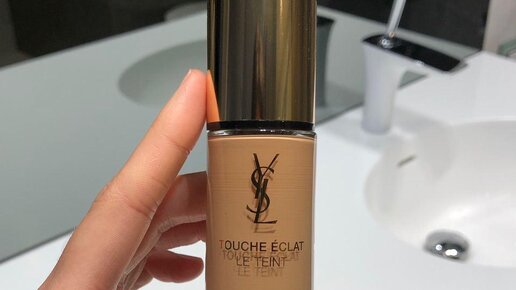 YSL
TOUCHE ÉCLAT
LE TEINT